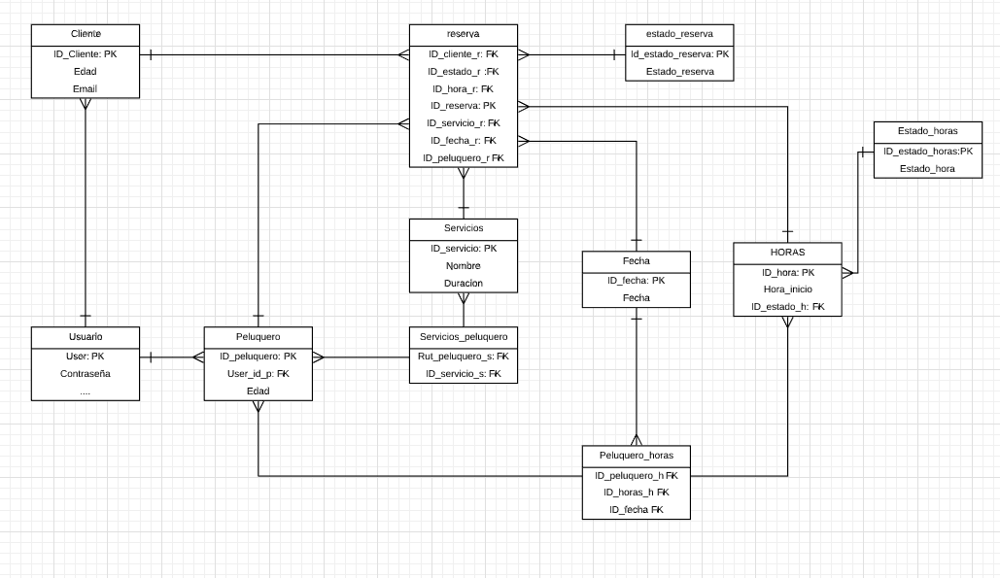 Cliente
ID_Cliente: PK
Edad
Email
reserva
ID_cliente_r: FK
ID_estado_r :FK
ID_hora_r: FK
ID_reserva: PK
ID_servicio_r: FK
ID_fecha_r: FK
ID_peluquero_r FK
estado_reserva
Id_estado_reserva: PK
Estado_reserva
Estado_horas
ID_estado_horas:PK
Estado_hora
Servicios
ID_servicio: PK
Nombre
Duracion
Fecha
ID_fecha: PK
Fecha
HORAS
ID_hora: PK
Hora_inicio
ID_estado_h: FK
Usuario
User: PK
Contraseña
....
Peluquero
ID_peluquero: PK
User_id_p: FK
Edad
Servicios_peluquero
Rut_peluquero_s: FK
ID_servicio_s: FK
Peluquero_horas
ID_peluquero_h FK
ID_horas_h FK
ID_fecha FK